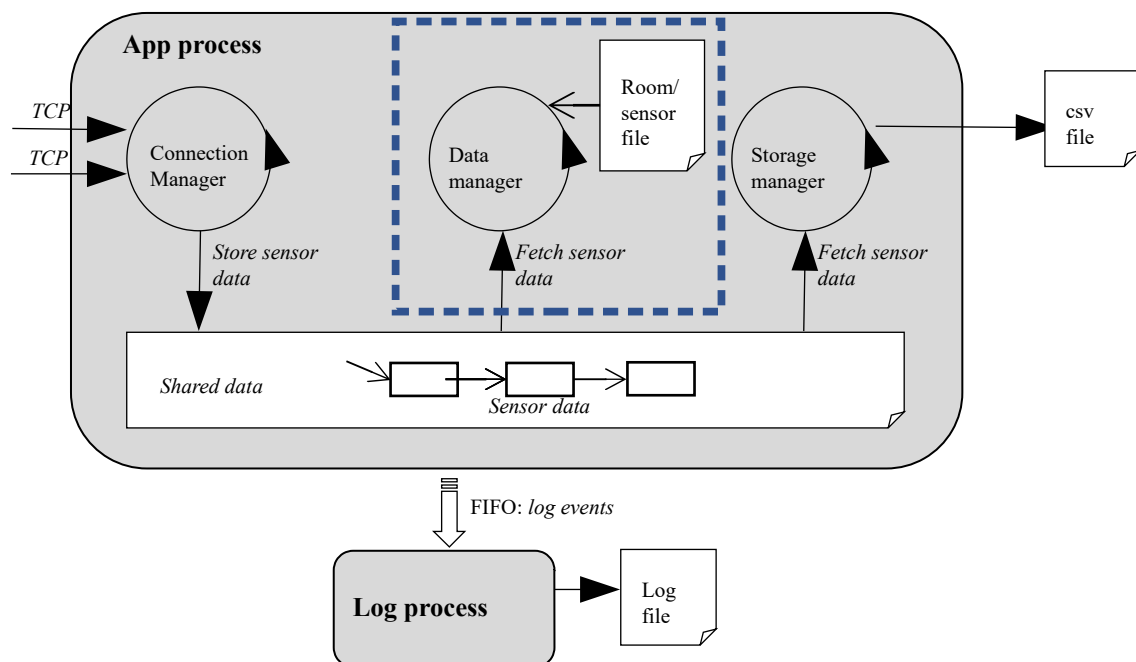 App process
TCP
TCP
Connection
Manager
Data
manager
Room/
sensor
file
Storage
manager
csv
file
Store sensor
data
Fetch sensor
data
Fetch sensor
data
Shared data
Sensor data
FIFO: log events
Log process
Log
file